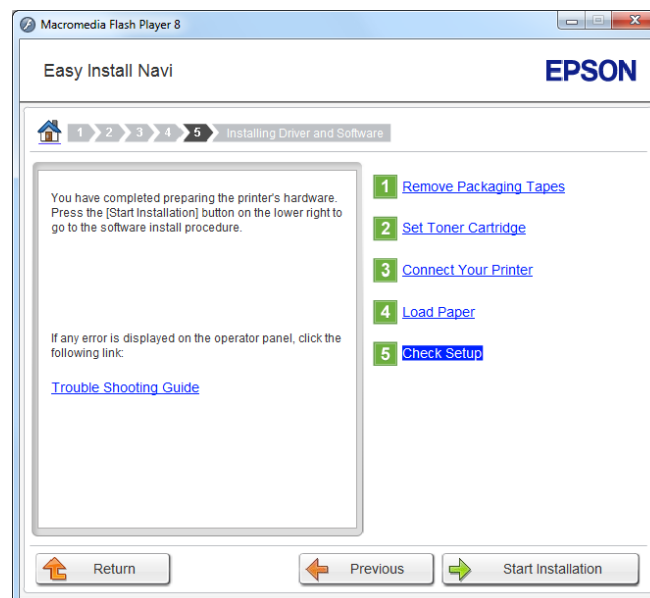 Macromedia Flash Player 8
Easy Install Navi
EPSON
1 2 3 4 5 Installing Driver and Software
You have completed preparing the printer's hardware.
Press the [Start Installation] button on the lower right to
go to the software install procedure.
If any error is displayed on the operator panel, click the
following link:
Trouble Shooting Guide
1 Remove Packaging Tapes
2 Set Toner Cartridge
3 Connect Your Printer
4 Load Paper
5 Check Setup
Return
Previous
Start Installation